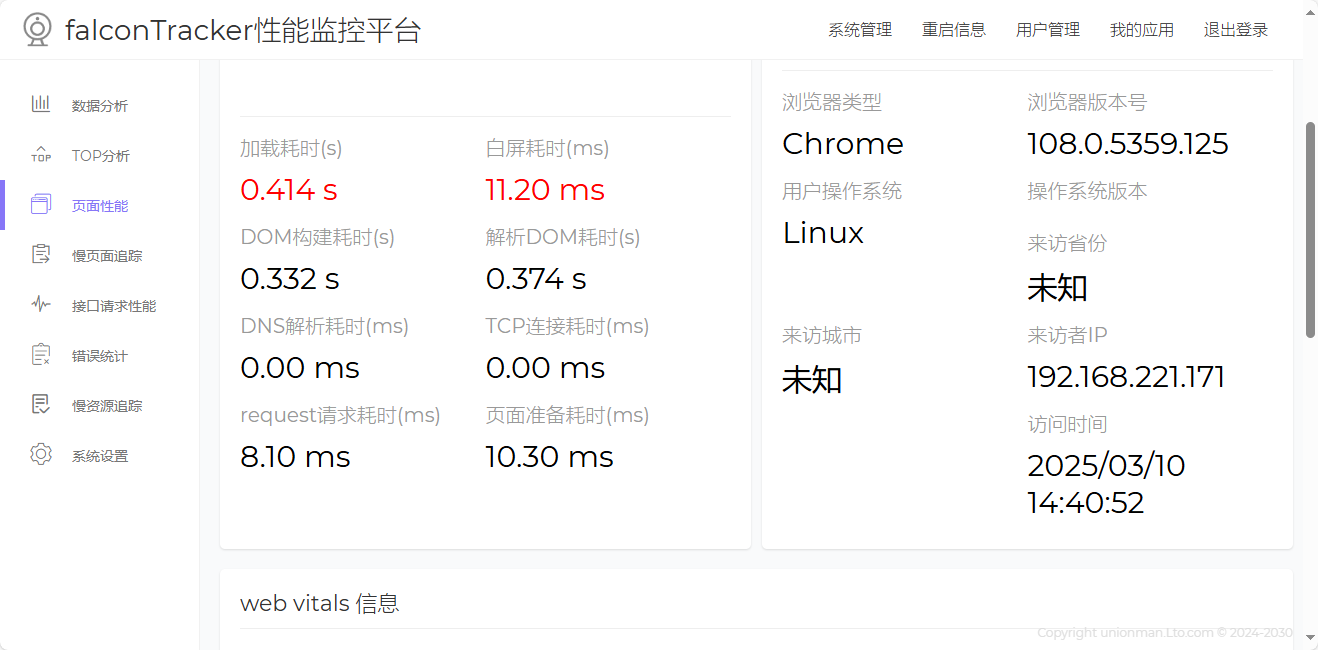 falconTracker性能监控平台
系统管理
重启信息
用户管理
我的应用
退出登录
数据分析
TOP分析
页面性能
慢页面追踪
接口请求性能
错误统计
慢资源追踪
系统设置
加载耗时(s)
0.414 s
白屏耗时(ms)
11.20 ms
DOM构建耗时(s)
0.332 s
解析DOM耗时(s)
0.374 s
DNS解析耗时(ms)
0.00 ms
TCP连接耗时(ms)
0.00 ms
request请求耗时(ms)
8.10 ms
页面准备耗时(ms)
10.30 ms
浏览器类型
Chrome
浏览器版本号
108.0.5359.125
用户操作系统
Linux
操作系统版本
来访省份
未知
来访城市
未知
来访者IP
192.168.221.171
访问时间
2025/03/10
14:40:52
web vitals 信息
Copyright unionman.Lto.com © 2024-2030